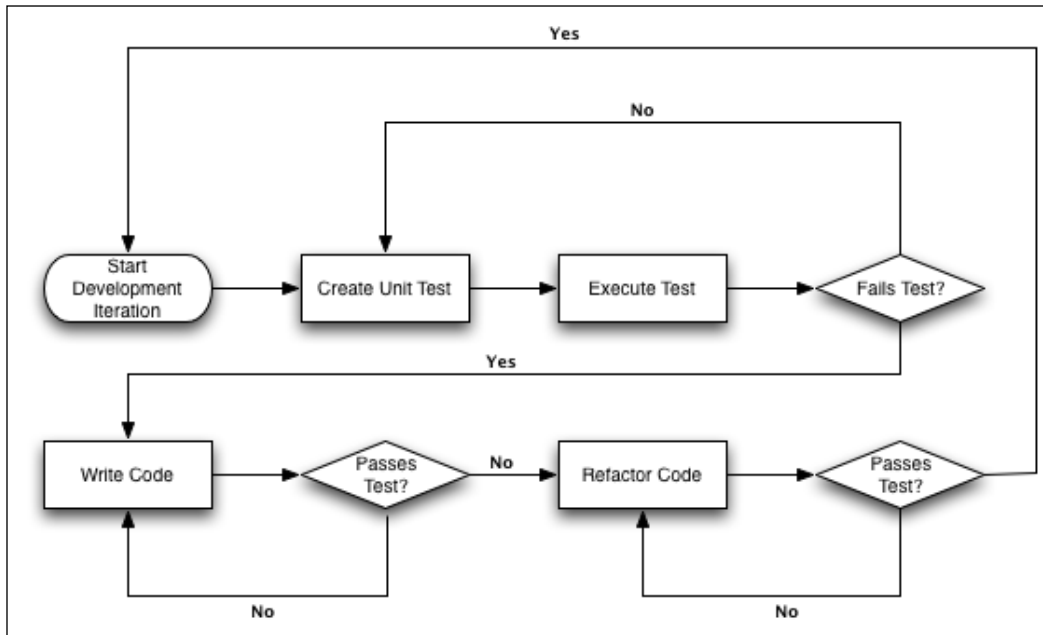 Yes
No
Start
Development
Iteration
Create Unit Test
Execute Test
Fails Test?
Yes
Write Code
Passes
Test?
No
Refactor Code
Passes
Test?
No
No